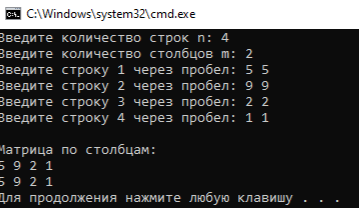 C:\Windows\system32\cmd.exe
Введите количество строк n: 4
Введите количество столбцов m: 2
Введите строку 1 через пробел: 5 5
Введите строку 2 через пробел: 9 9
Введите строку 3 через пробел: 2 2
Введите строку 4 через пробел: 1 1
Матрица по столбцам:
5 9 2 1
5 9 2 1
Для продолжения нажмите любую клавишу . . .